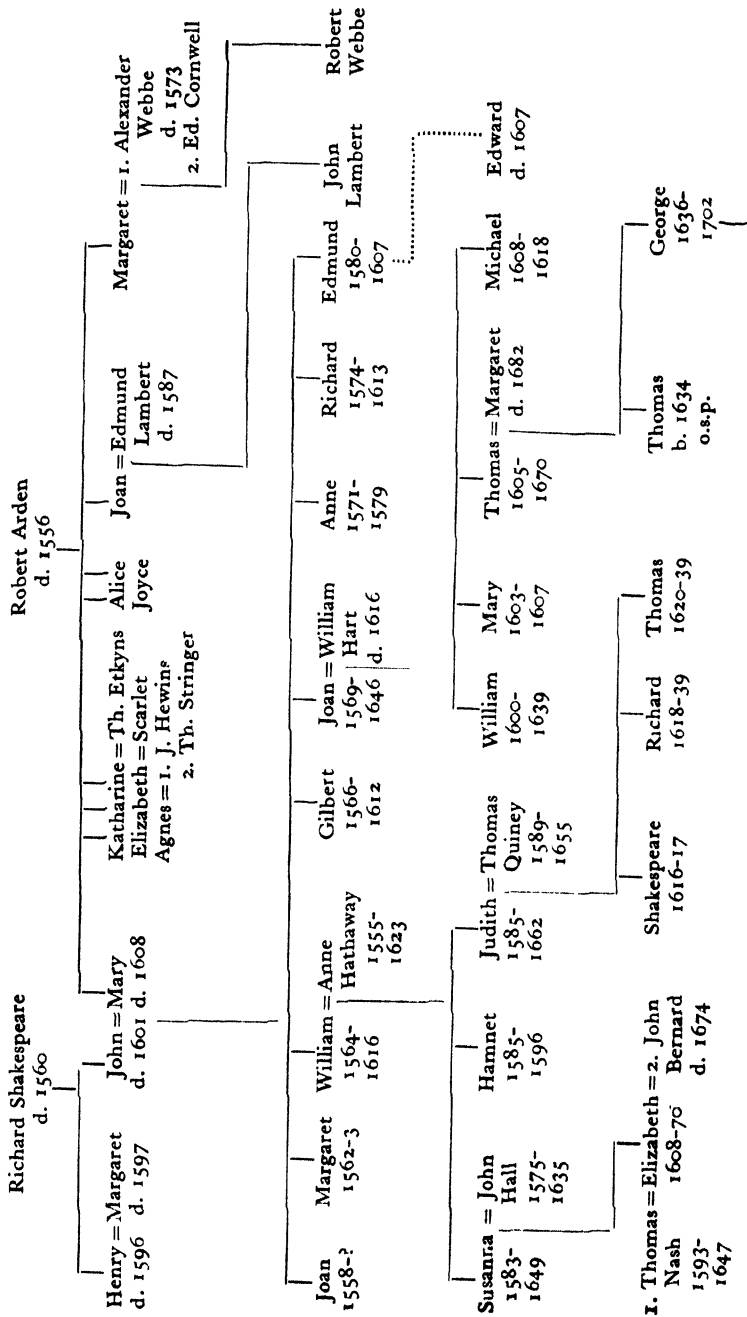 Richard Shakespeare
d. 1560
Robert Arden
d. 1556
Henry = Margaret
d. 1596 d. 1597
John = Mary
d. 1601 d. 1608
Katharine = Th. Etkyns
Elizabeth = Scarlet
Agnes = 1. J. Hewins
2. Th. Stringer
Alice
Joyce
Joan = Edmund
Lambert
d. 1587
Margaret = 1. Alexander
Webbe
d. 1573
2. Ed. Cornwell
Joan
1558-?
Margaret
1562-3
William = Anne
1564- Hathaway
1616 1555-
1623
Gilbert
1566-
1612
Joan = William
1569- Hart
1646 d. 1616
Anne
1571-
1579
Richard
1574-
1613
Edmund
1580-
1607
John
Lambert
Robert
Webbe
Susanna = John
1583- Hall
1649 1575-
1635
Hamnet
1585-
1596
Judith = Thomas
1585- Quiney
1662 1589-
1655
William
1600-
1639
Mary
1603-
1607
Thomas = Margaret
1605- d. 1682
1670
Michael
1608-
1618
Edward
d. 1607
1. Thomas = Elizabeth = 2. John
Nash 1608-70 Bernard
1593- d. 1674
1647
Shakespeare
1616-17
Richard
1618-39
Thomas
1620-39
Thomas
b. 1634
o.s.p.
George
1636-
1702